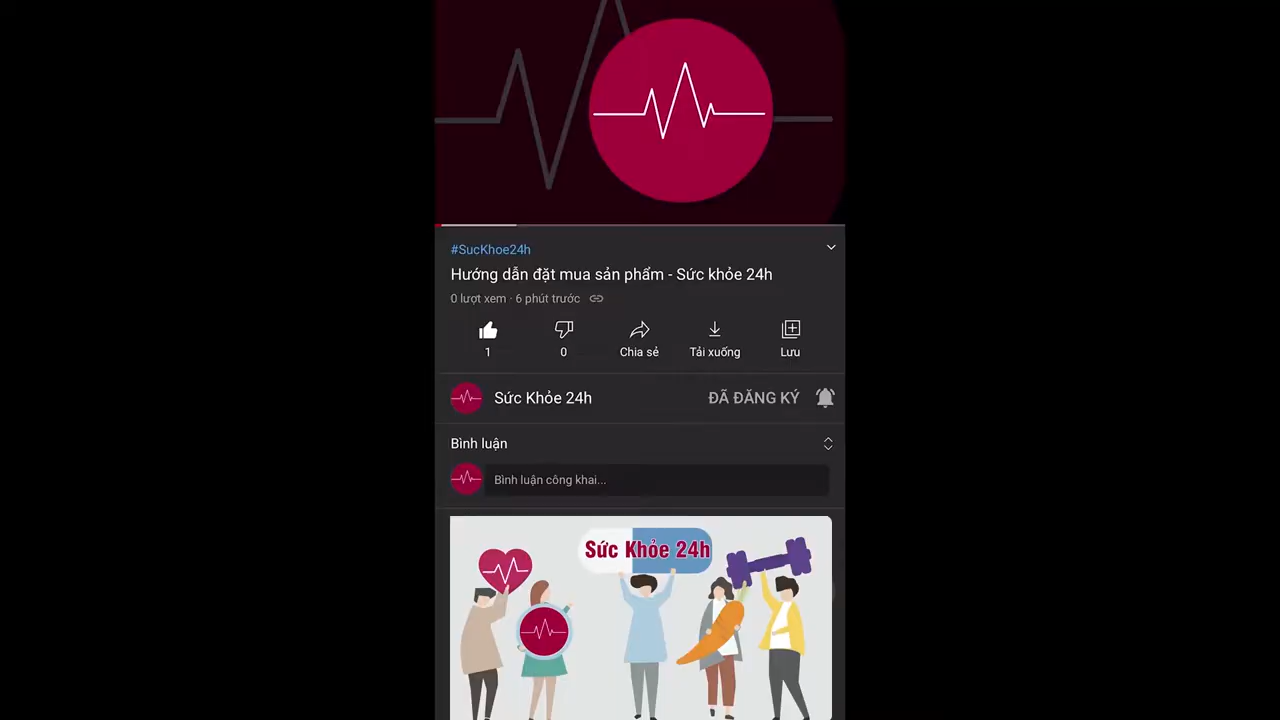 #SucKhoe24h
Hướng dẫn đặt mua sản phẩm - Sức khỏe 24h
0 lượt xem · 6 phút trước
1
0
Chia sẻ
Tải xuống
Lưu
Sức Khỏe 24h
ĐÃ ĐĂNG KÝ
Bình luận
Bình luận công khai...
Sức Khỏe 24h